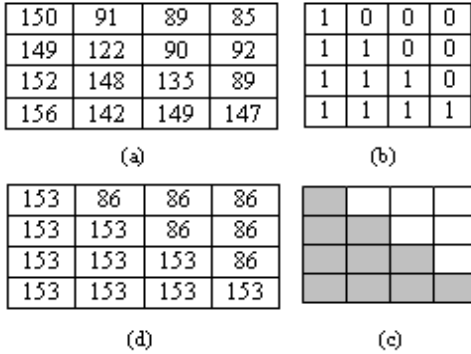 150 91 89 85
149 122 90 92
152 148 135 89
156 142 149 147
(a)
1 0 0 0
1 1 0 0
1 1 1 0
1 1 1 1
(b)
153 86 86 86
153 153 86 86
153 153 153 86
153 153 153 153
(d)
(c)